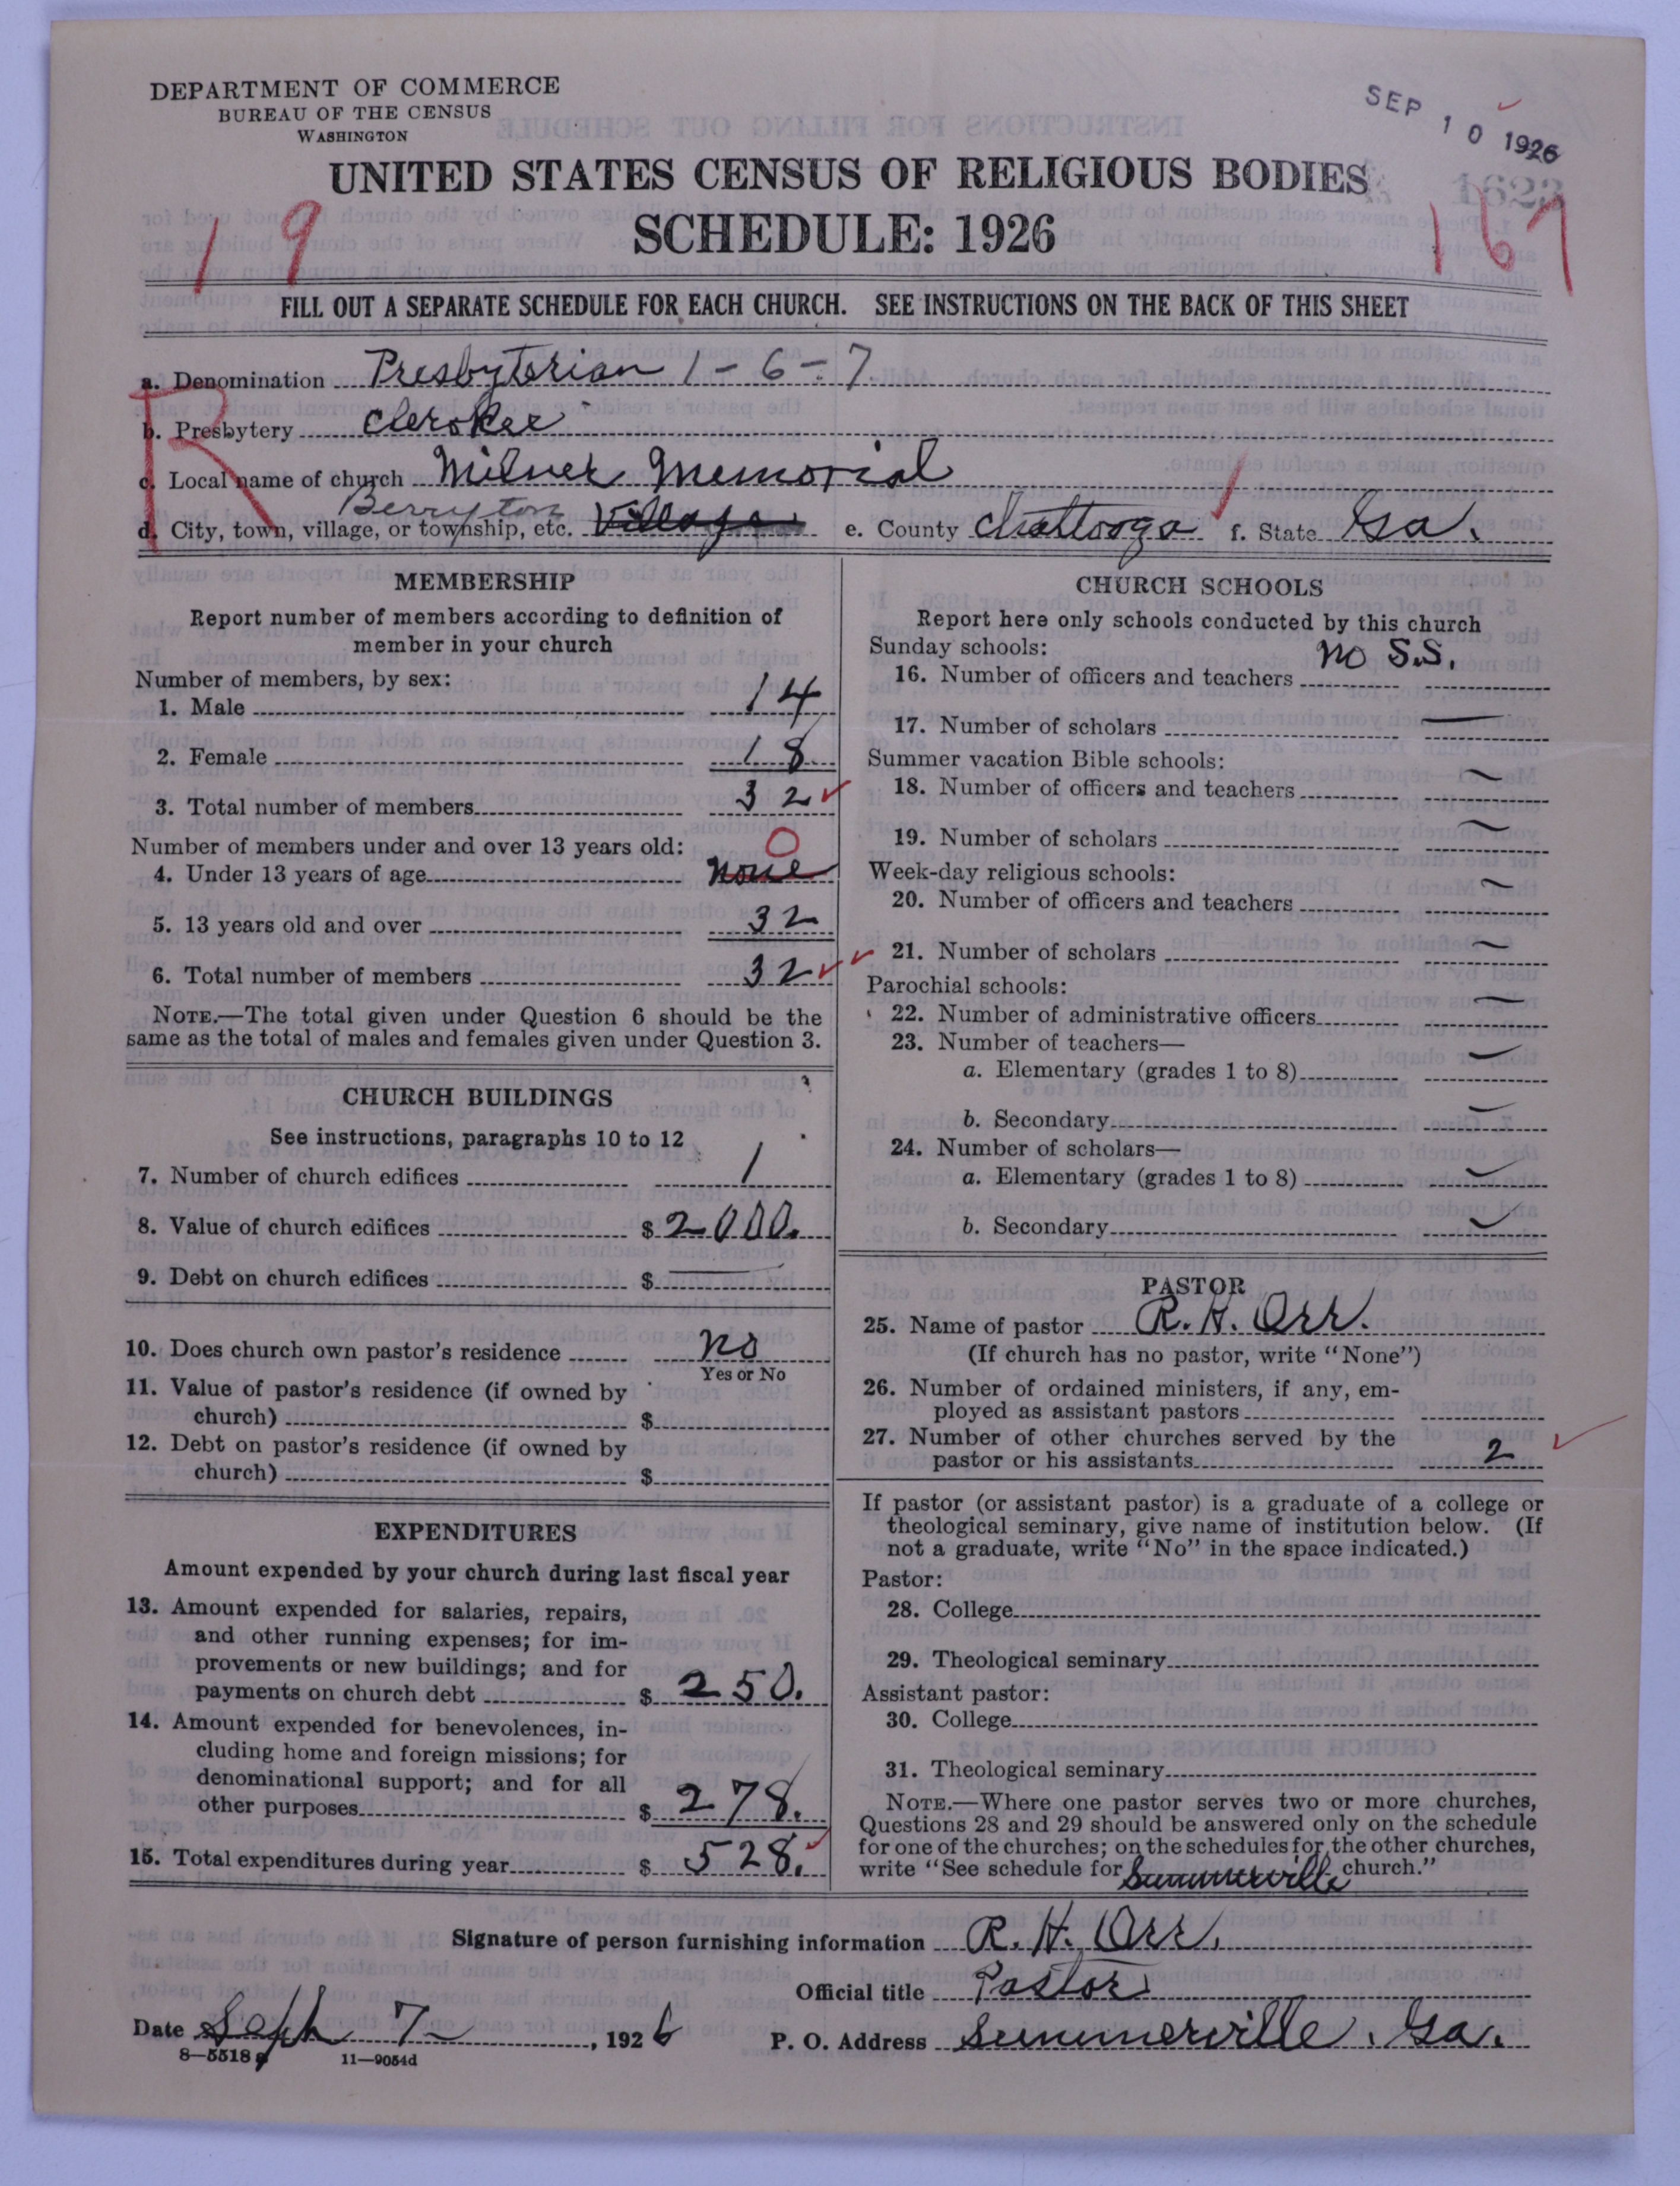 DEPARTMENT OF COMMERCE
BUREAU OF THE CENSUS
WASHINGTON
SEP 10 1926
UNITED STATES CENSUS OF RELIGIOUS BODIES
SCHEDULE: 1926
19
167
FILL OUT A SEPARATE SCHEDULE FOR EACH CHURCH. SEE INSTRUCTIONS ON THE BACK OF THIS SHEET
R
a. Denomination Presbyterian 1-6-7
b. Presbytery Cherokee
c. Local name of church Milner Memorial
Berryton
d. City, town, village, or township, etc. Village e. County Chattooga f. State Ga.
MEMBERSHIP
Report number of members according to definition of
member in your church
Number of members, by sex:
1. Male 14
2. Female 18
3. Total number of members 32
Number of members under and over 13 years old: 0
4. Under 13 years of age none
5. 13 years old and over 32
6. Total number of members 32
NOTE.—The total given under Question 6 should be the
same as the total of males and females given under Question 3.
CHURCH BUILDINGS
See instructions, paragraphs 10 to 12
7. Number of church edifices 1
8. Value of church edifices $ 2000.
9. Debt on church edifices $ —
10. Does church own pastor's residence no
Yes or No
11. Value of pastor's residence (if owned by
church) $
12. Debt on pastor's residence (if owned by
church) $
EXPENDITURES
Amount expended by your church during last fiscal year
13. Amount expended for salaries, repairs,
and other running expenses; for im-
provements or new buildings; and for
payments on church debt $ 250.
14. Amount expended for benevolences, in-
cluding home and foreign missions; for
denominational support; and for all
other purposes $ 278.
15. Total expenditures during year $ 528.
CHURCH SCHOOLS
Report here only schools conducted by this church
Sunday schools: no S.S.
16. Number of officers and teachers
17. Number of scholars —
Summer vacation Bible schools:
18. Number of officers and teachers —
19. Number of scholars —
Week-day religious schools:
20. Number of officers and teachers —
21. Number of scholars —
Parochial schools:
22. Number of administrative officers —
23. Number of teachers—
a. Elementary (grades 1 to 8) —
b. Secondary —
24. Number of scholars—
a. Elementary (grades 1 to 8) —
b. Secondary —
PASTOR
25. Name of pastor R. H. Orr.
(If church has no pastor, write "None")
26. Number of ordained ministers, if any, em-
ployed as assistant pastors
27. Number of other churches served by the
pastor or his assistants 2
If pastor (or assistant pastor) is a graduate of a college or
theological seminary, give name of institution below. (If
not a graduate, write "No" in the space indicated.)
Pastor:
28. College
29. Theological seminary
Assistant pastor:
30. College
31. Theological seminary
NOTE.—Where one pastor serves two or more churches,
Questions 28 and 29 should be answered only on the schedule
for one of the churches; on the schedules for the other churches,
write "See schedule for Summerville church."
Signature of person furnishing information R. H. Orr.
Official title Pastor
Date Seph 7, 1926 P. O. Address Summerville, Ga.
8-5518 11-9054d